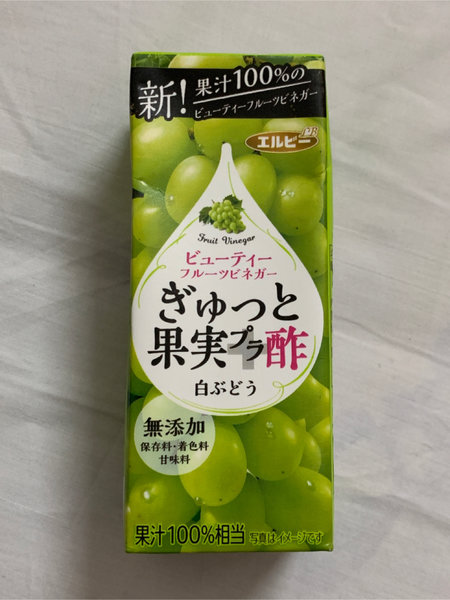 新!
果汁100%の
ビューティーフルーツビネガー
エルビー
Fruit Vinegar
ビューティー
フルーツビネガー
ぎゅっと
果実プラ酢
白ぶどう
無添加
保存料・着色料
甘味料
果汁100%相当
写真はイメージです